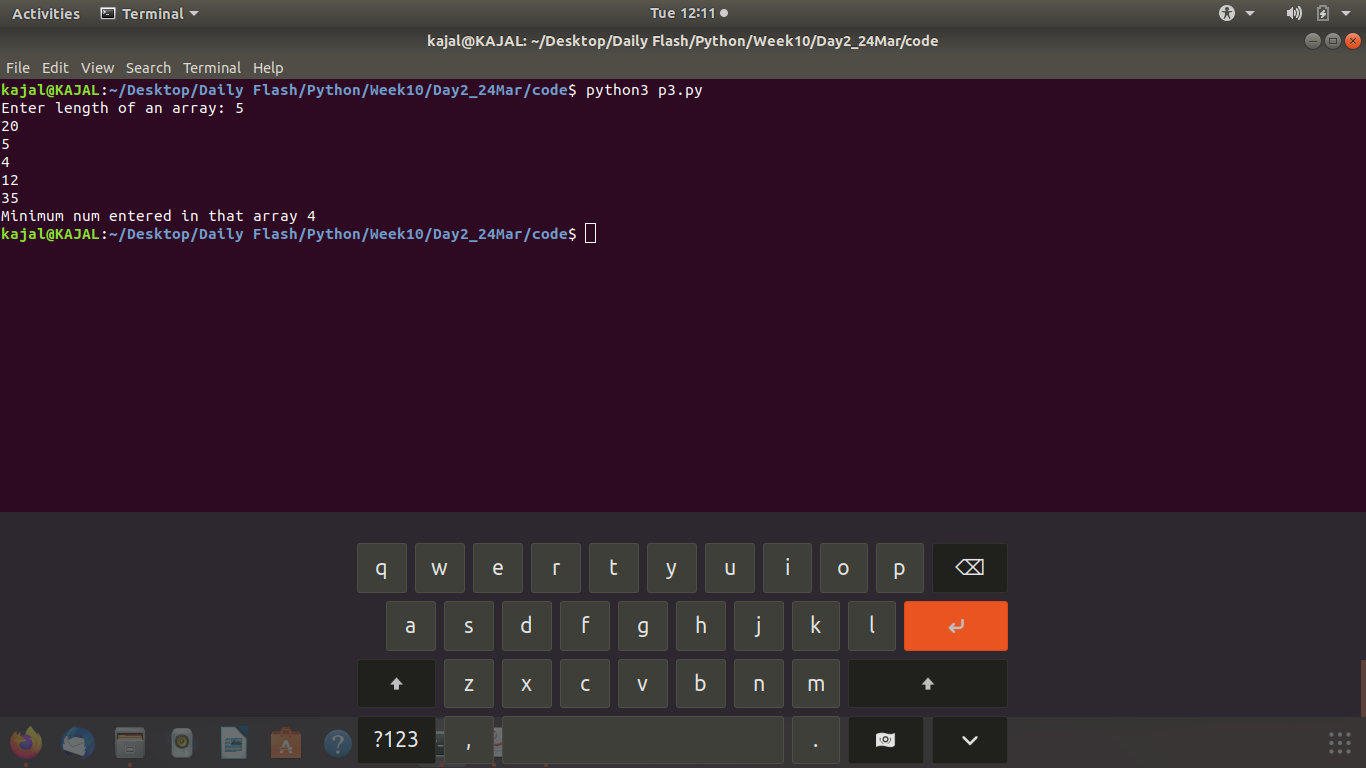 Activities Terminal Tue 12:11
kajal@KAJAL: ~/Desktop/Daily Flash/Python/Week10/Day2_24Mar/code
File Edit View Search Terminal Help
kajal@KAJAL:~/Desktop/Daily Flash/Python/Week10/Day2_24Mar/code$ python3 p3.py
Enter length of an array: 5
20
5
4
12
35
Minimum num entered in that array 4
kajal@KAJAL:~/Desktop/Daily Flash/Python/Week10/Day2_24Mar/code$
q w e r t y u i o p
a s d f g h j k l
z x c v b n m
?123 , .